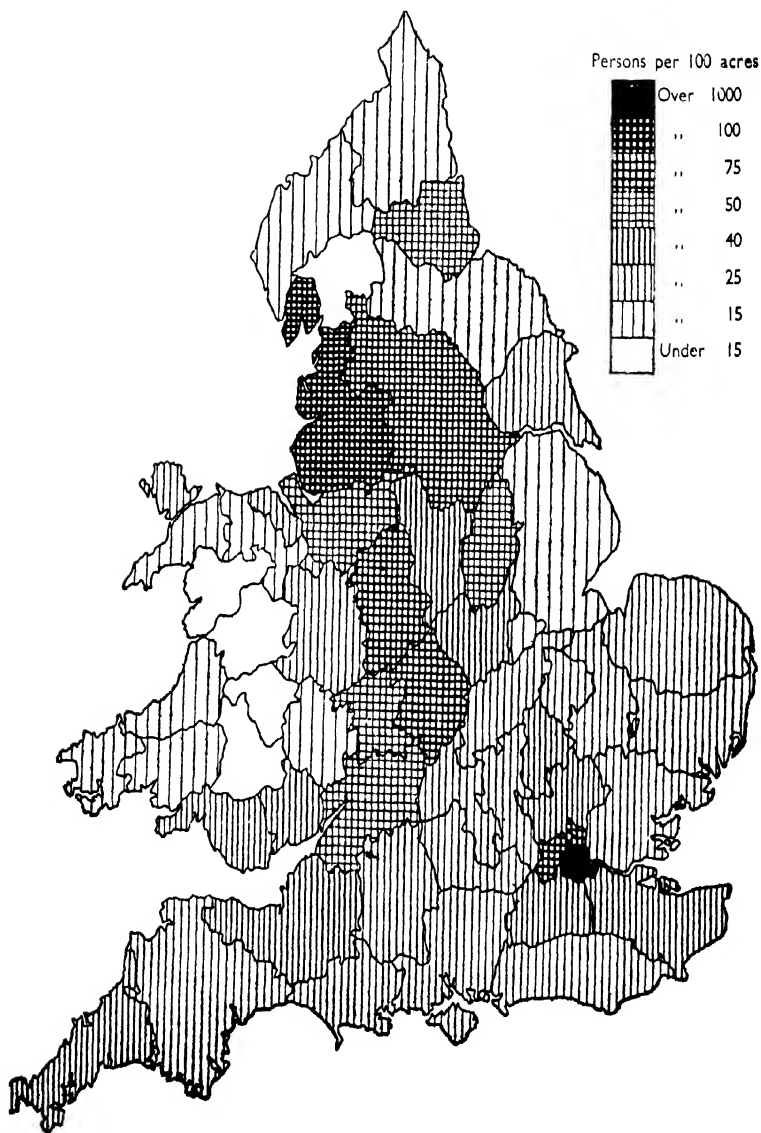 Persons per 100 acres
Over 1000
,, 100
,, 75
,, 50
,, 40
,, 25
,, 15
Under 15